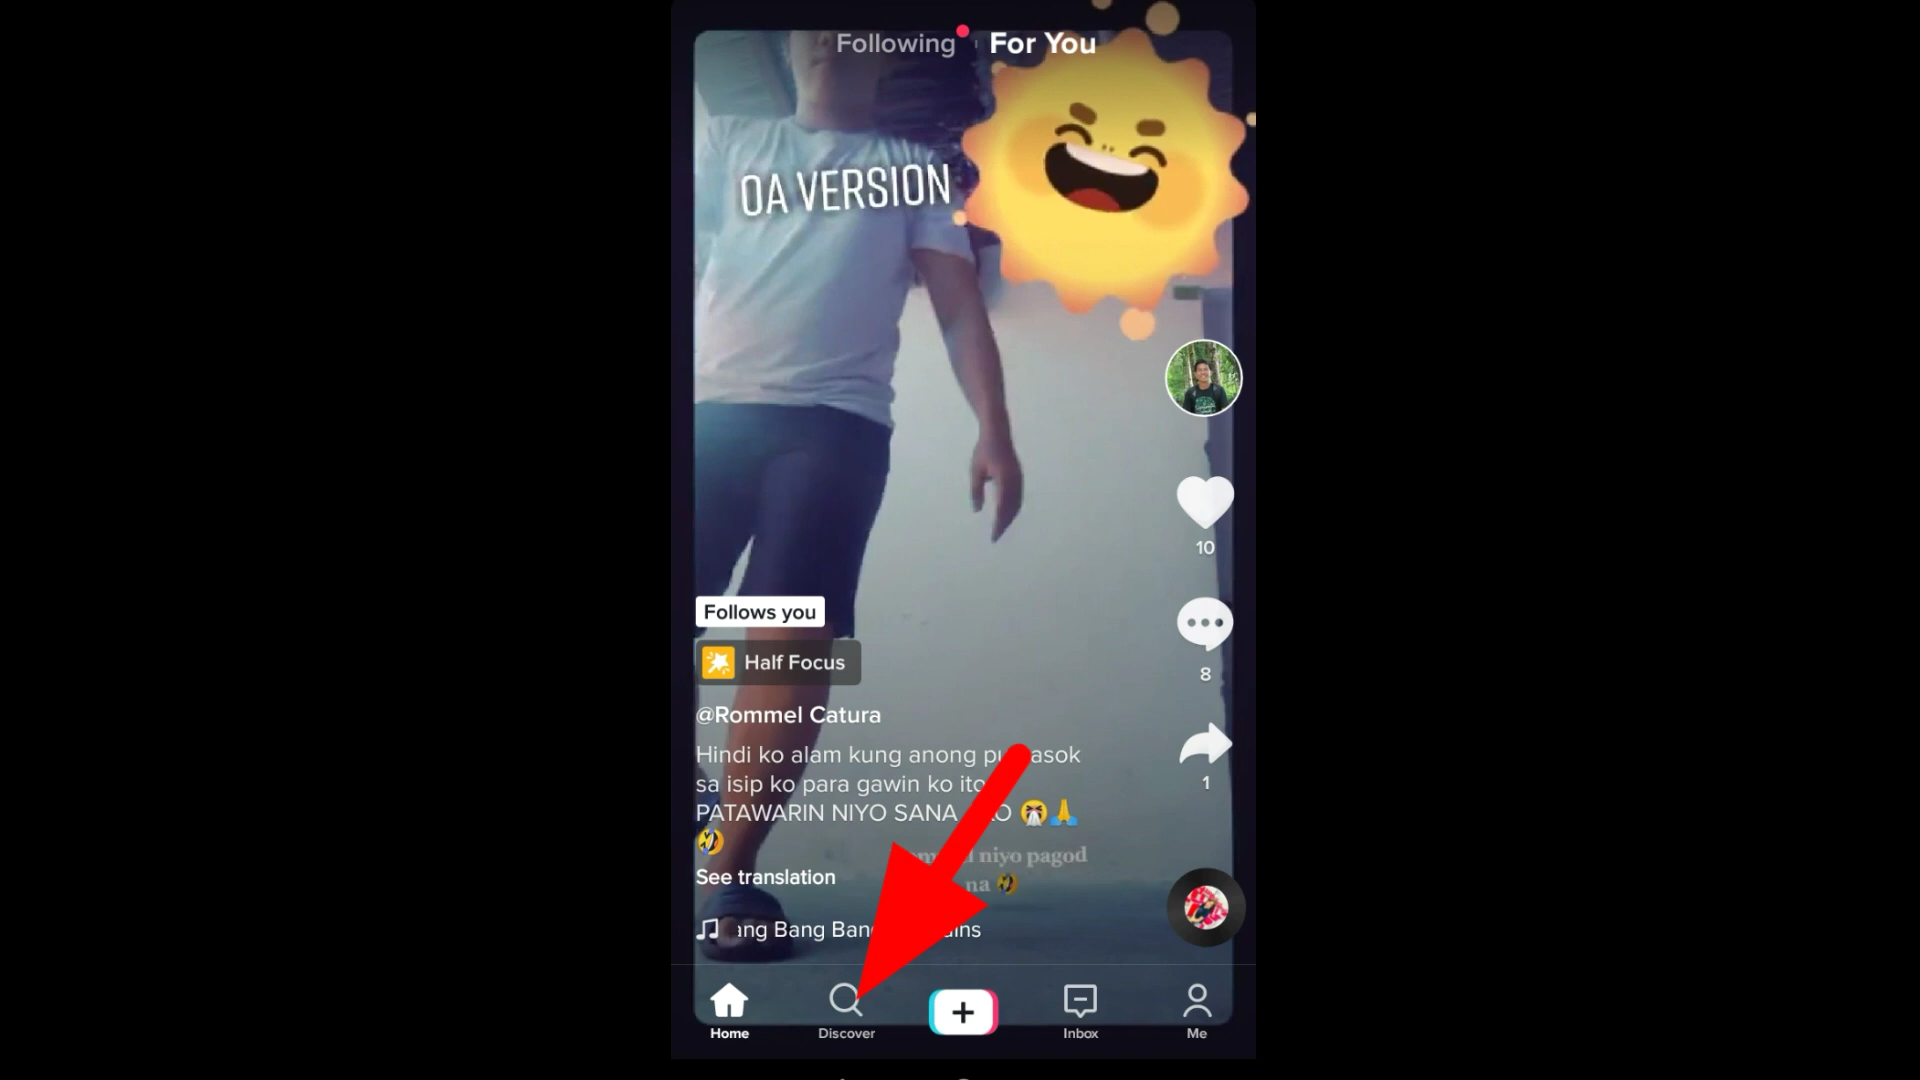 Following
For You
OA VERSION
10
Follows you
Half Focus
8
@Rommel Catura
Hindi ko alam kung anong asok
sa isip ko para gawin ko ito
PATAWARIN NIYO SANA 🤧🙏
🤣
1
niyo pagod
na 🤣
See translation
Bang
Home
Discover
Inbox
Me